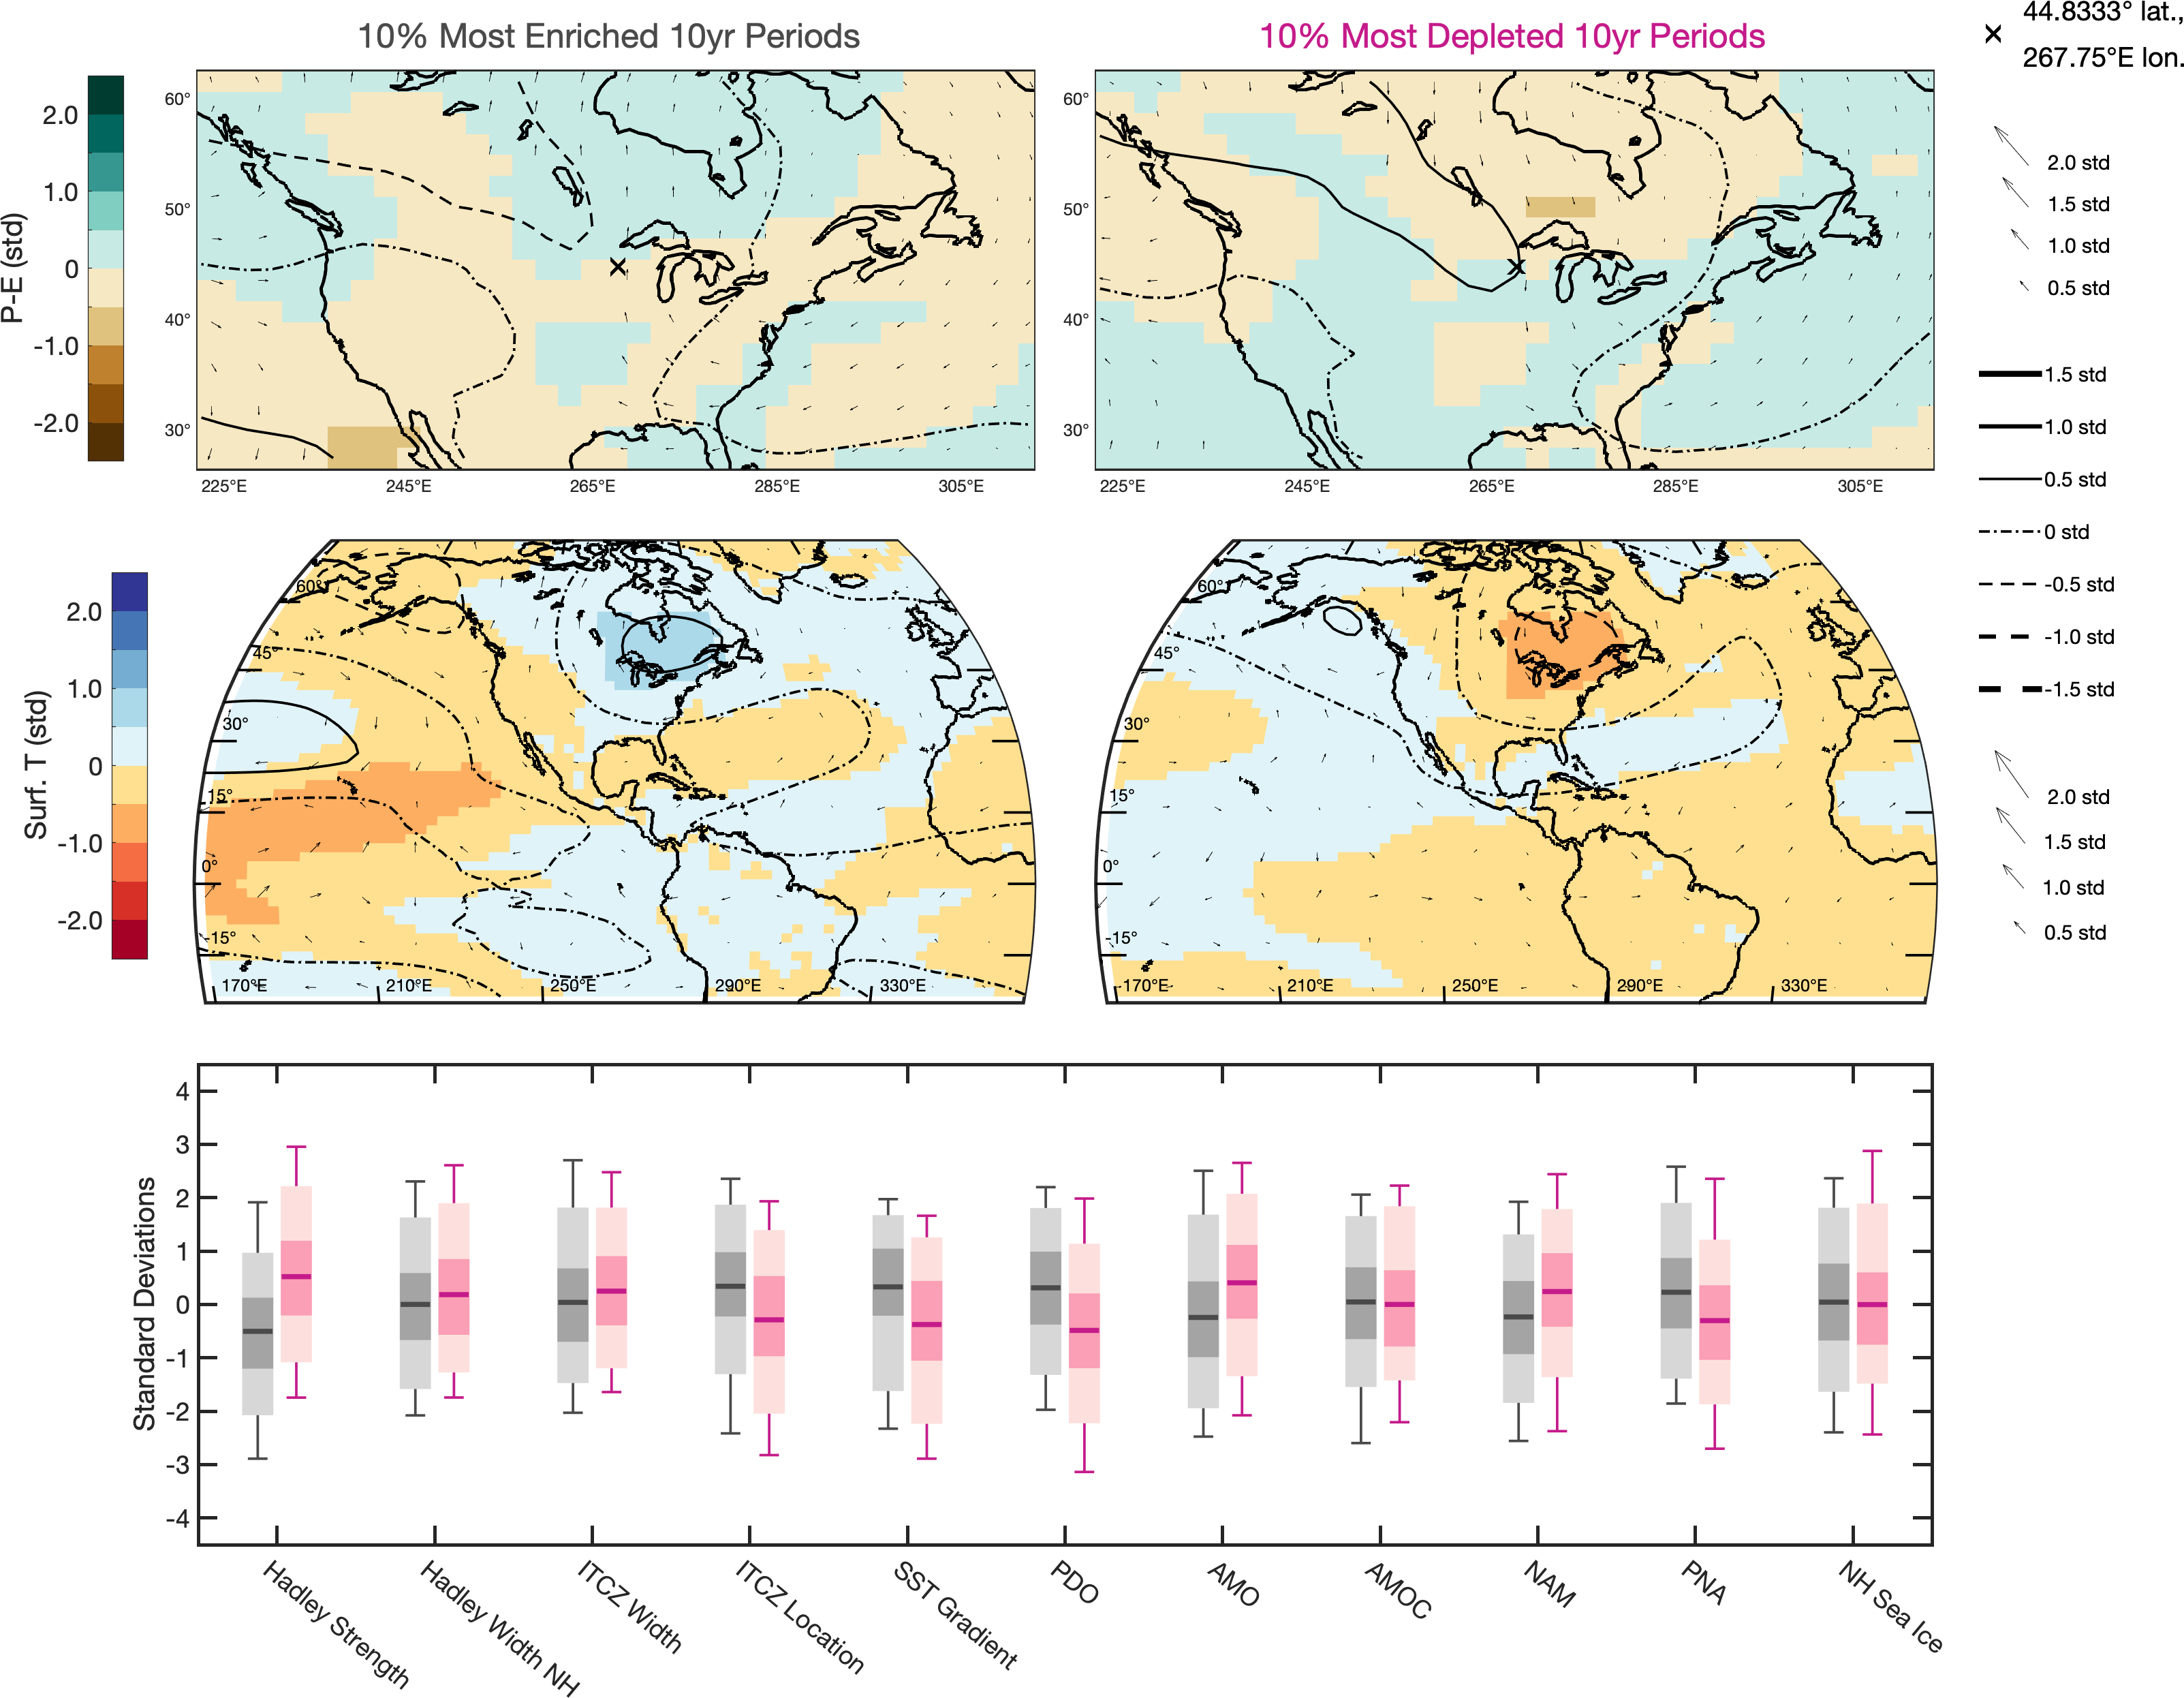 10% Most Enriched 10yr Periods
10% Most Depleted 10yr Periods
44.8333° lat.,
267.75°E lon.
P-E (std)
2.0
1.0
0
-1.0
-2.0
60°
50°
40°
30°
225°E 245°E 265°E 285°E 305°E
60°
50°
40°
30°
225°E 245°E 265°E 285°E 305°E
2.0 std
1.5 std
1.0 std
0.5 std
1.5 std
1.0 std
0.5 std
0 std
-0.5 std
-1.0 std
-1.5 std
2.0 std
1.5 std
1.0 std
0.5 std
Surf. T (std)
2.0
1.0
0
-1.0
-2.0
60°
45°
30°
15°
0°
-15°
170°E 210°E 250°E 290°E 330°E
60°
45°
30°
15°
0°
-15°
170°E 210°E 250°E 290°E 330°E
Standard Deviations
4
3
2
1
0
-1
-2
-3
-4
Hadley Strength
Hadley Width NH
ITCZ Width
ITCZ Location
SST Gradient
PDO
AMO
AMOC
NAM
PNA
NH Sea Ice